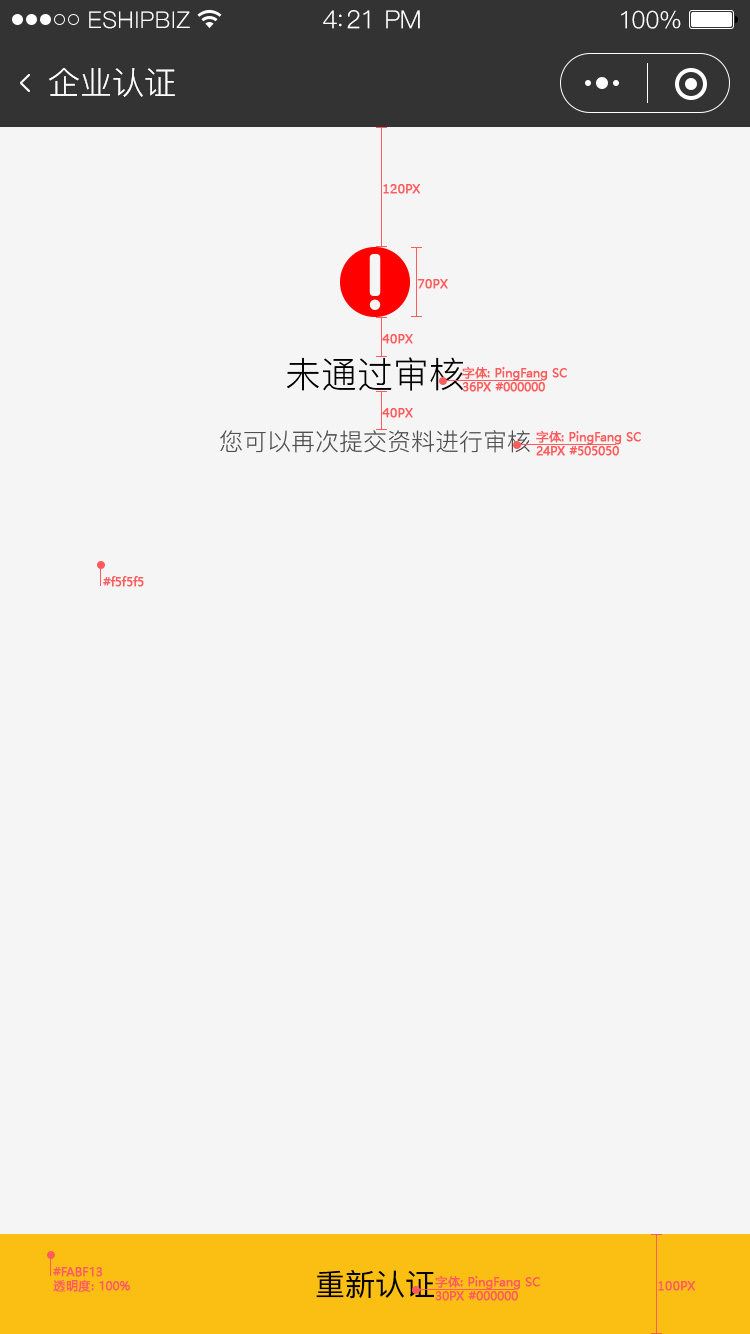 ESHIPBIZ 4:21 PM 100%
企业认证
120PX
70PX
40PX
未通过审核
字体: PingFang SC
36PX #000000
40PX
您可以再次提交资料进行审核
字体: PingFang SC
24PX #505050
#f5f5f5
#FABF13
透明度: 100%
重新认证
字体: PingFang SC
30PX #000000
100PX